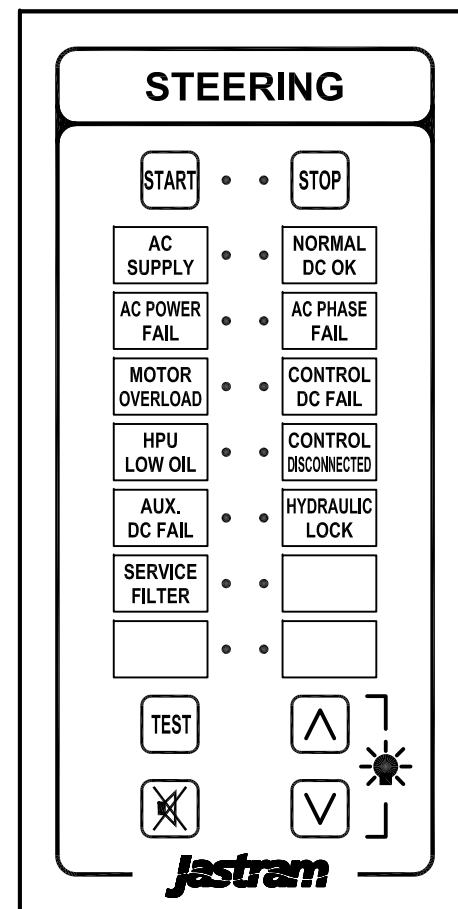 STEERING
START STOP
AC
SUPPLY
NORMAL
DC OK
AC POWER
FAIL
AC PHASE
FAIL
MOTOR
OVERLOAD
CONTROL
DC FAIL
HPU
LOW OIL
CONTROL
DISCONNECTED
AUX.
DC FAIL
HYDRAULIC
LOCK
SERVICE
FILTER
TEST
Jastram